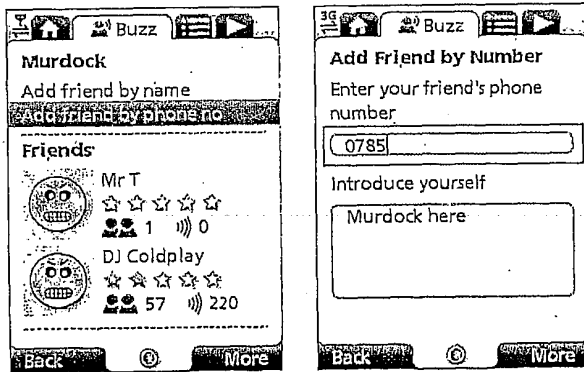 Buzz
Murdock
Add friend by name
Add friend by phone no
Friends
Mr T
1 0
DJ Coldplay
57 220
Back More
3G
Buzz
Add Friend by Number
Enter your friend's phone
number
0785
Introduce yourself
Murdock here
Back More